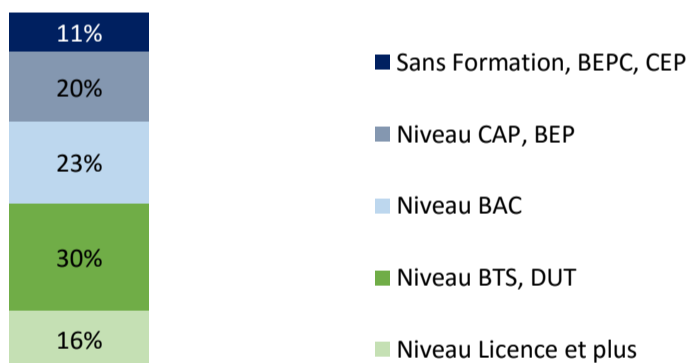 11%
20%
23%
30%
16%
Sans Formation, BEPC, CEP
Niveau CAP, BEP
Niveau BAC
Niveau BTS, DUT
Niveau Licence et plus